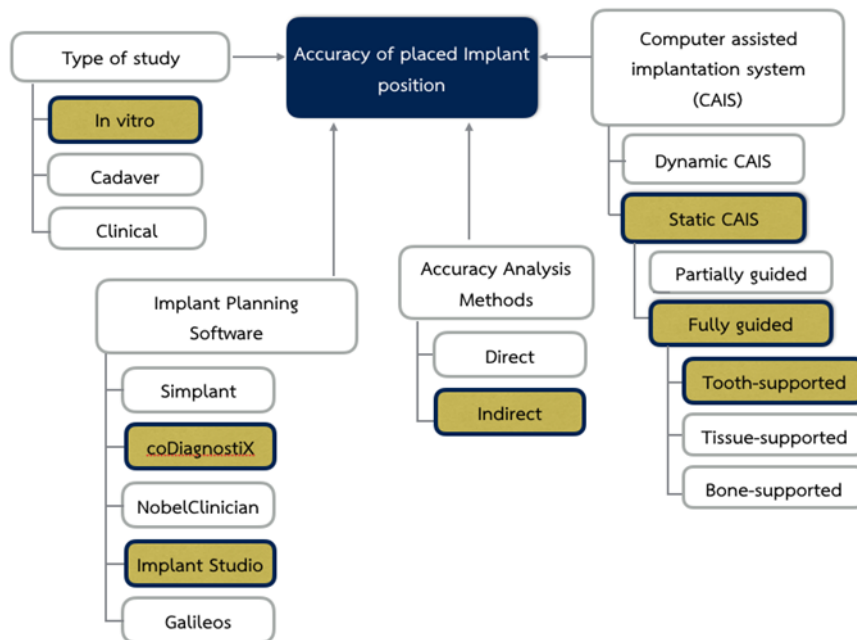 Type of study
In vitro
Cadaver
Clinical
Accuracy of placed Implant
position
Computer assisted
implantation system
(CAIS)
Dynamic CAIS
Static CAIS
Partially guided
Fully guided
Tooth-supported
Tissue-supported
Bone-supported
Implant Planning
Software
Simplant
coDiagnostiX
NobelClinician
Implant Studio
Galileos
Accuracy Analysis
Methods
Direct
Indirect